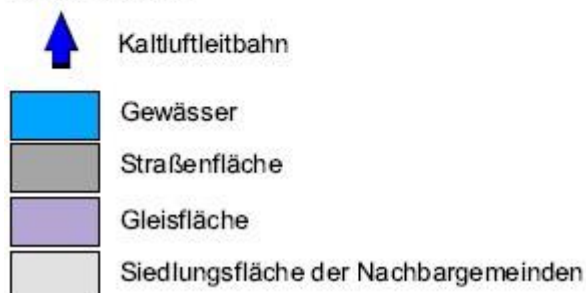 Kaltluftleitbahn
Gewässer
Straßenfläche
Gleisfläche
Siedlungsfläche der Nachbargemeinden